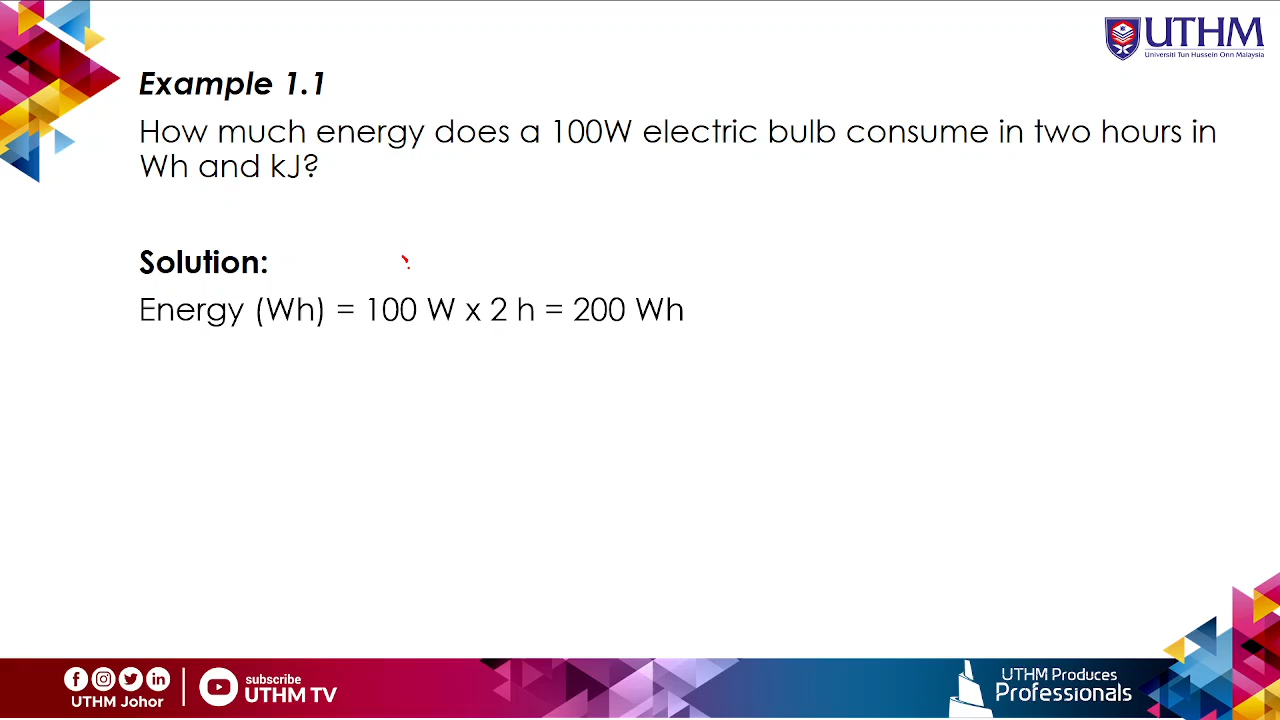 UTHM
Universiti Tun Hussein Onn Malaysia
Example 1.1
How much energy does a 100W electric bulb consume in two hours in
Wh and kJ?
Solution:
Energy (Wh) = 100 W x 2 h = 200 Wh
UTHM Johor
subscribe
UTHM TV
UTHM Produces
Professionals